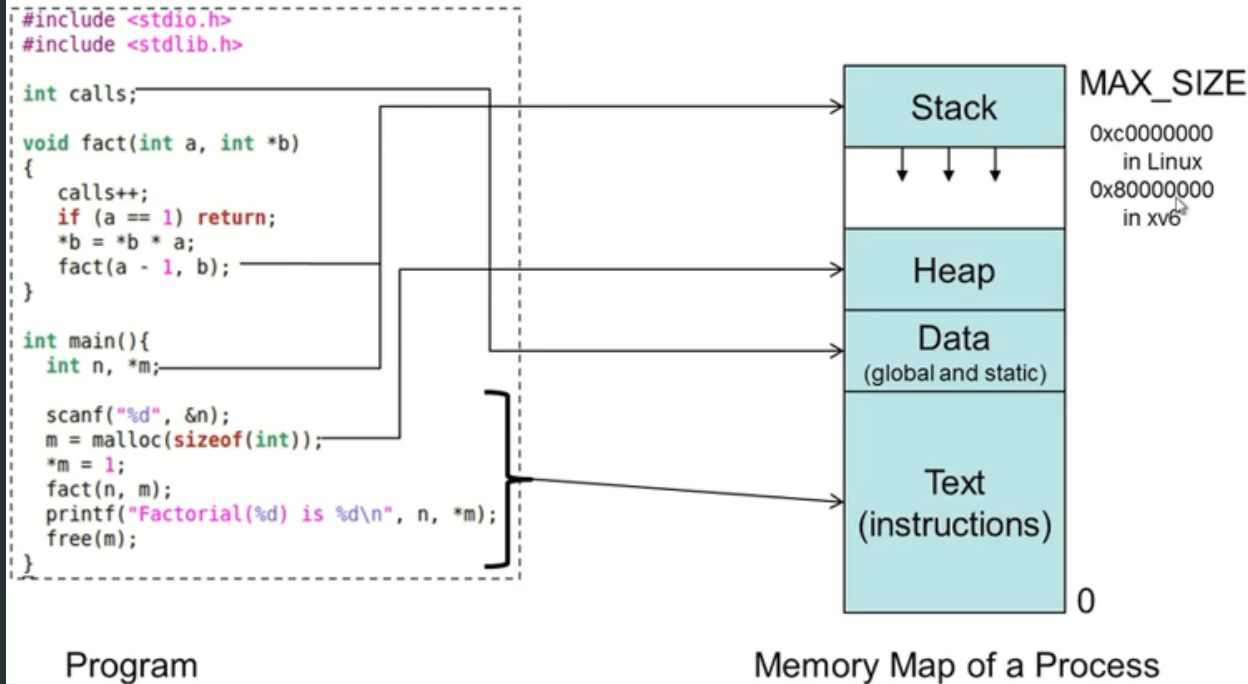 #include <stdio.h>
#include <stdlib.h>
int calls;
void fact(int a, int *b)
{
calls++;
if (a == 1) return;
*b = *b * a;
fact(a - 1, b);
}
int main(){
int n, *m;
scanf("%d", &n);
m = malloc(sizeof(int));
*m = 1;
fact(n, m);
printf("Factorial(%d) is %d\n", n, *m);
free(m);
}
Program
Stack
Heap
Data
(global and static)
Text
(instructions)
MAX_SIZE
0xc0000000
in Linux
0x80000000
in xv6
0
Memory Map of a Process